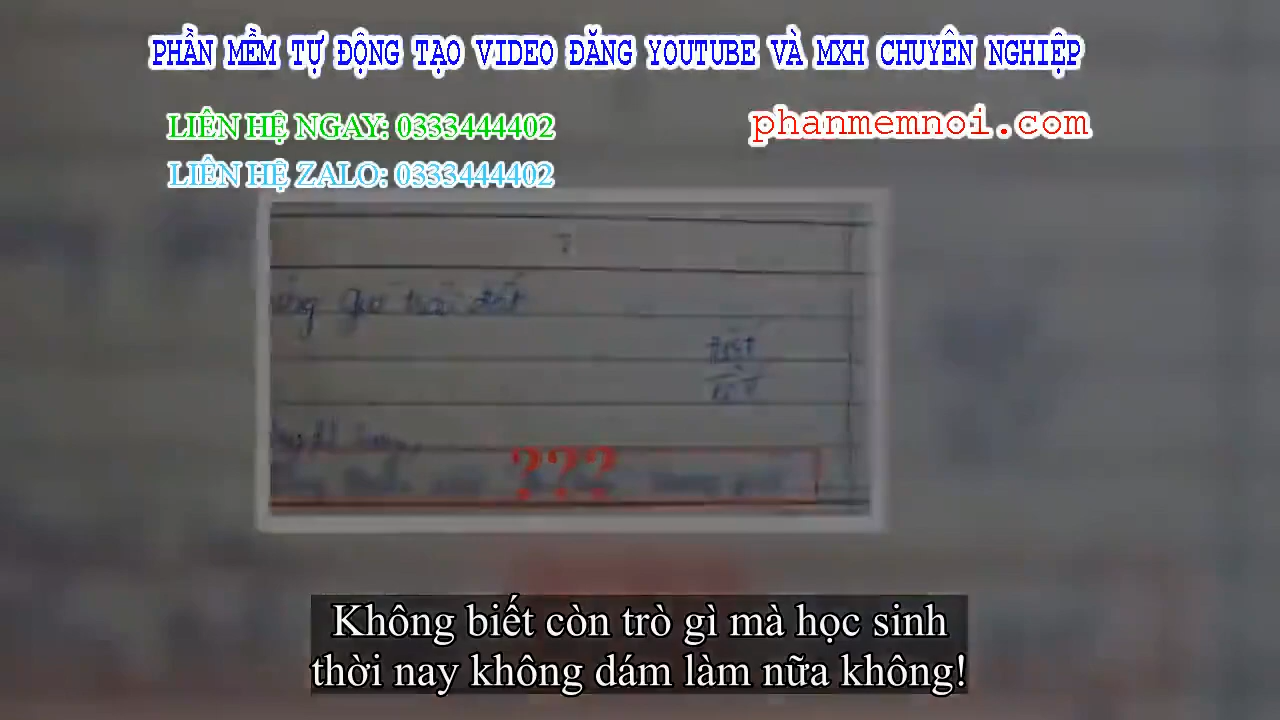 PHẦN MỀM TỰ ĐỘNG TẠO VIDEO ĐĂNG YOUTUBE VÀ MXH CHUYÊN NGHIỆP
LIÊN HỆ NGAY: 0333444402
phanmemnoi.com
LIÊN HỆ ZALO: 0333444402
???
Không biết còn trò gì mà học sinh
thời nay không dám làm nữa không!